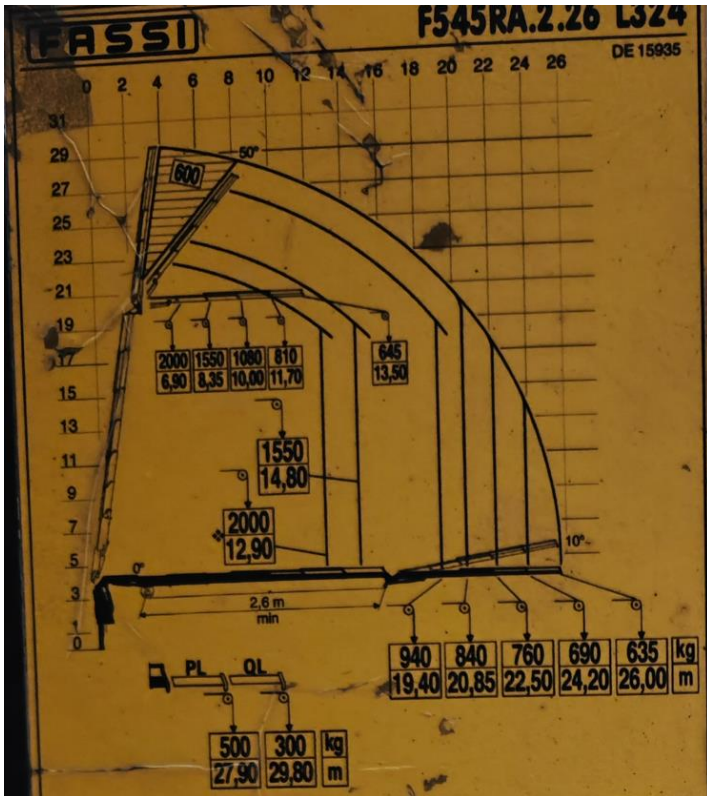 FASSI
F545RA.2.26 L324
DE 15935
0 2 4 6 8 10 12 14 16 18 20 22 24 26
31
29
27
25
23
21
19
17
15
13
11
9
7
5
3
0
50°
600
2000 1550 1080 810
6,90 8,35 10,00 11,70
645
13,50
1550
14,80
2000
12,90
0°
10°
2,6 m
min
940 840 760 690 635 kg
19,40 20,85 22,50 24,20 26,00 m
PL QL
500 300 kg
27,90 29,80 m